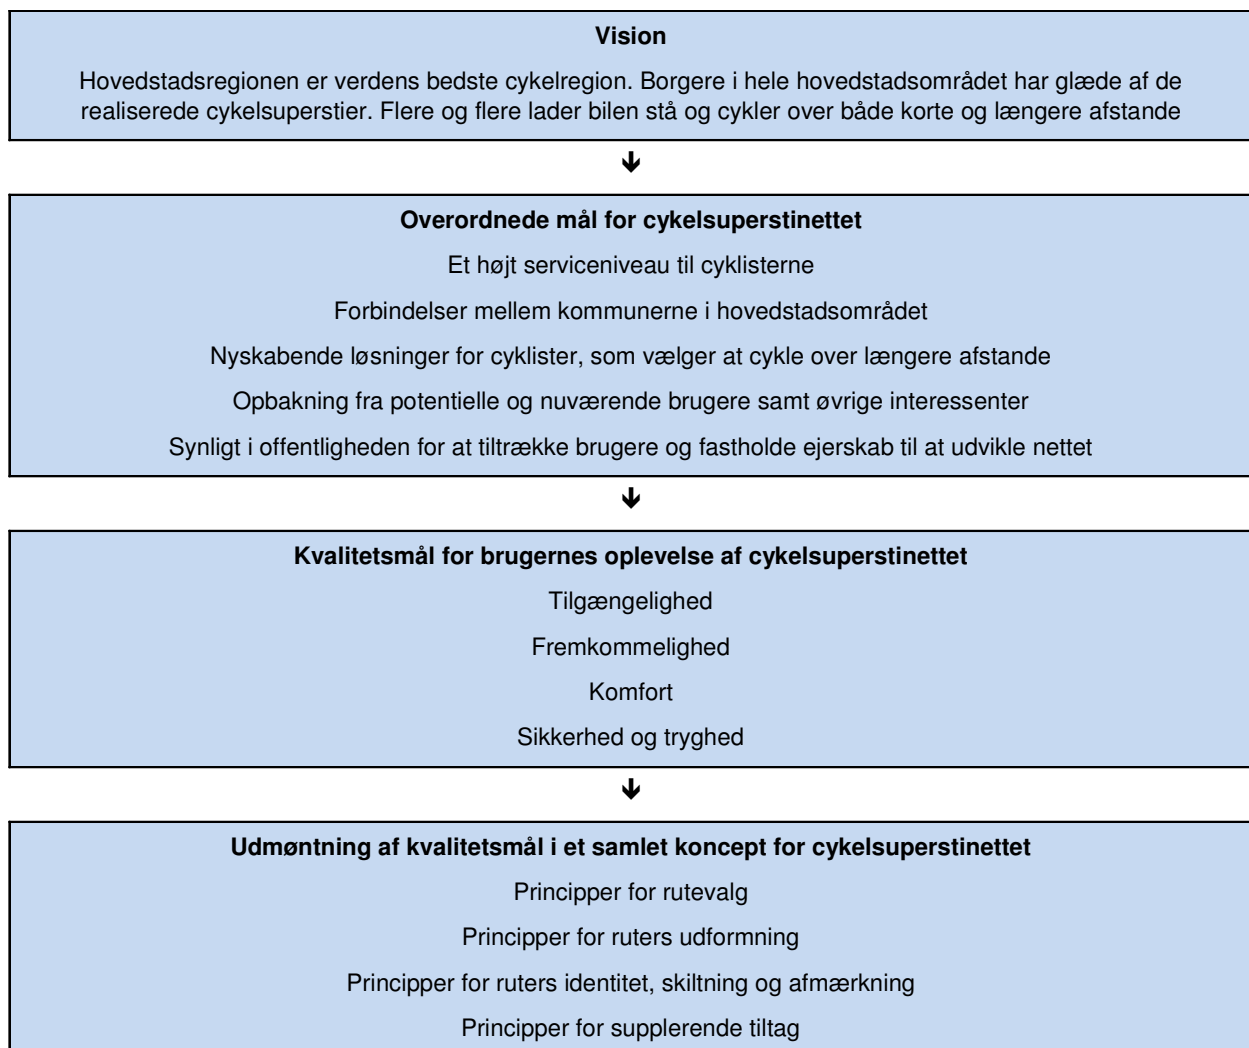 Vision
Hovedstadsregionen er verdens bedste cykelregion. Borgere i hele hovedstadsområdet har glæde af de
realiserede cykelsuperstier. Flere og flere lader bilen stå og cykler over både korte og længere afstande
Overordnede mål for cykelsuperstinettet
Et højt serviceniveau til cyklisterne
Forbindelser mellem kommunerne i hovedstadsområdet
Nyskabende løsninger for cyklister, som vælger at cykle over længere afstande
Opbakning fra potentielle og nuværende brugere samt øvrige interessenter
Synligt i offentligheden for at tiltrække brugere og fastholde ejerskab til at udvikle nettet
Kvalitetsmål for brugernes oplevelse af cykelsuperstinettet
Tilgængelighed
Fremkommelighed
Komfort
Sikkerhed og tryghed
Udmøntning af kvalitetsmål i et samlet koncept for cykelsuperstinettet
Principper for rutevalg
Principper for ruters udformning
Principper for ruters identitet, skiltning og afmærkning
Principper for supplerende tiltag